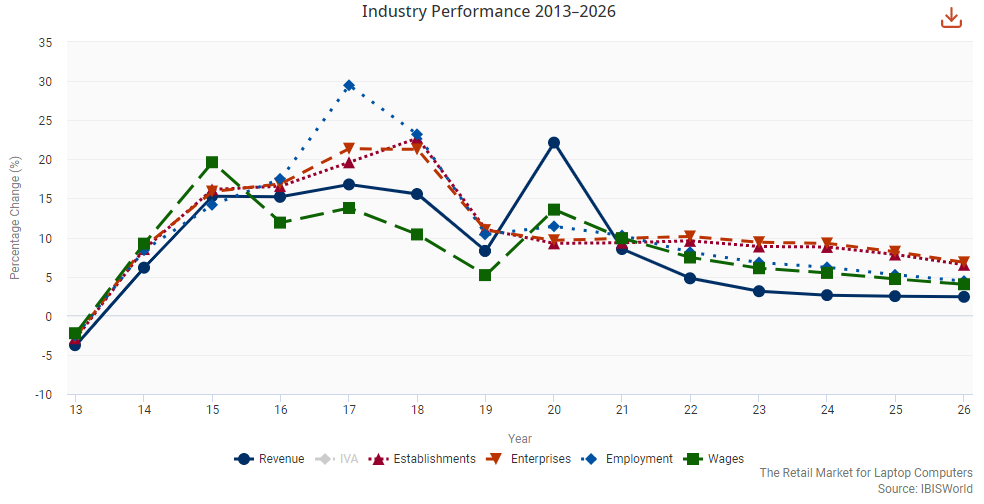 Industry Performance 2013–2026
35
30
25
20
15
10
5
0
-5
-10
Percentage Change (%)
13 14 15 16 17 18 19 20 21 22 23 24 25 26
Year
Revenue IVA Establishments Enterprises Employment Wages
The Retail Market for Laptop Computers
Source: IBISWorld